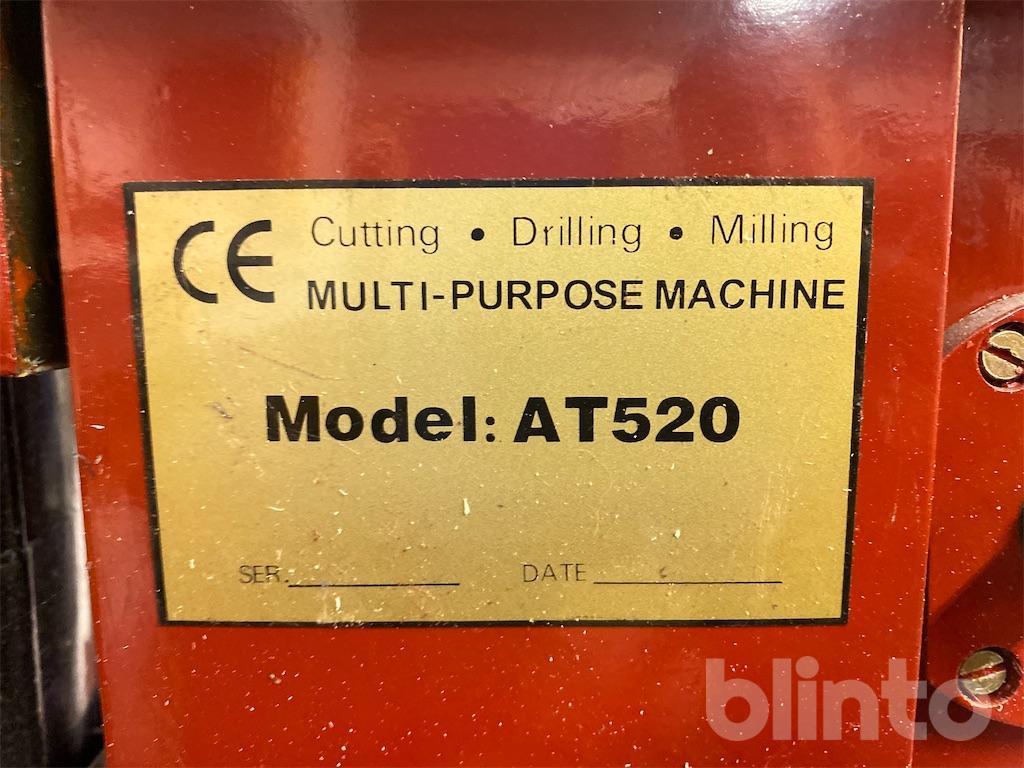 CE Cutting • Drilling • Milling
MULTI-PURPOSE MACHINE
Model: AT520
SER. DATE
blinto